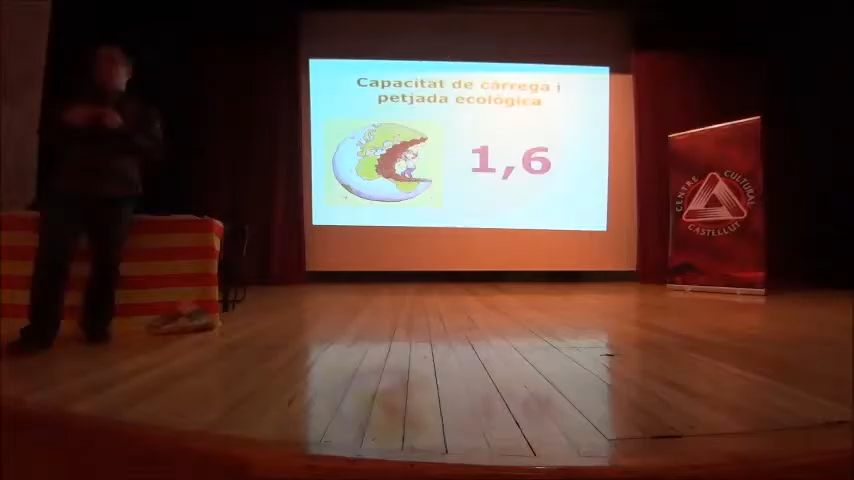 Capacitat de càrrega i
petjada ecològica
1,6
CENTRE CULTURAL
CASTELLUT